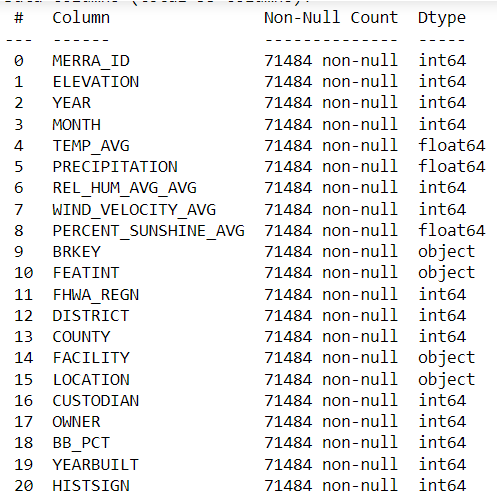 #   Column                Non-Null Count  Dtype
---  ------                --------------  -----
0   MERRA_ID              71484 non-null  int64
1   ELEVATION             71484 non-null  int64
2   YEAR                  71484 non-null  int64
3   MONTH                 71484 non-null  int64
4   TEMP_AVG              71484 non-null  float64
5   PRECIPITATION         71484 non-null  float64
6   REL_HUM_AVG_AVG       71484 non-null  int64
7   WIND_VELOCITY_AVG     71484 non-null  int64
8   PERCENT_SUNSHINE_AVG  71484 non-null  float64
9   BRKEY                 71484 non-null  object
10  FEATINT               71484 non-null  object
11  FHWA_REGN             71484 non-null  int64
12  DISTRICT              71484 non-null  int64
13  COUNTY                71484 non-null  int64
14  FACILITY              71484 non-null  object
15  LOCATION              71484 non-null  object
16  CUSTODIAN             71484 non-null  int64
17  OWNER                 71484 non-null  int64
18  BB_PCT                71484 non-null  int64
19  YEARBUILT             71484 non-null  int64
20  HISTSIGN              71484 non-null  int64